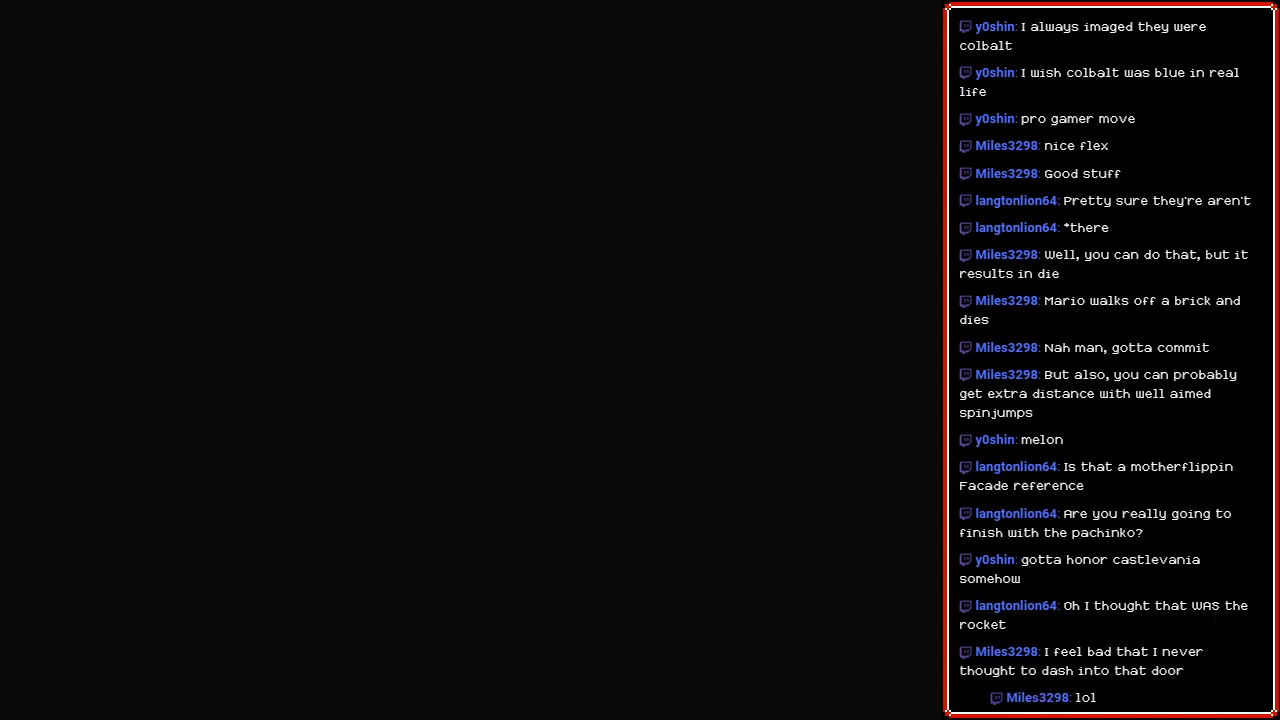 y0shin: I always imaged they were
colbalt
y0shin: I wish colbalt was blue in real
life
y0shin: pro gamer move
Miles3298: nice flex
Miles3298: Good stuff
langtonlion64: Pretty sure they're aren't
langtonlion64: *there
Miles3298: Well, you can do that, but it
results in die
Miles3298: Mario walks off a brick and
dies
Miles3298: Nah man, gotta commit
Miles3298: But also, you can probably
get extra distance with well aimed
spinjumps
y0shin: melon
langtonlion64: Is that a motherflippin
Facade reference
langtonlion64: Are you really going to
finish with the pachinko?
y0shin: gotta honor castlevania
somehow
langtonlion64: Oh I thought that WAS the
rocket
Miles3298: I feel bad that I never
thought to dash into that door
Miles3298: lol